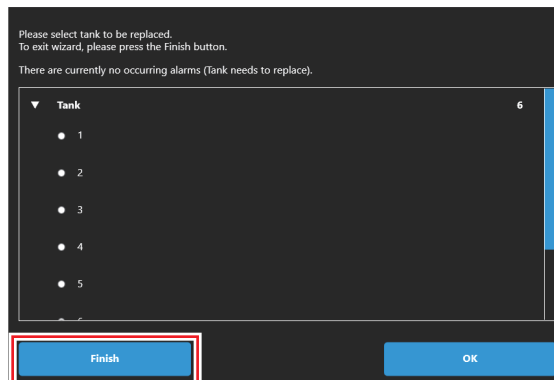 Please select tank to be replaced.
To exit wizard, please press the Finish button.
There are currently no occurring alarms (Tank needs to replace).
▼ Tank 6
1
2
3
4
5
Finish OK